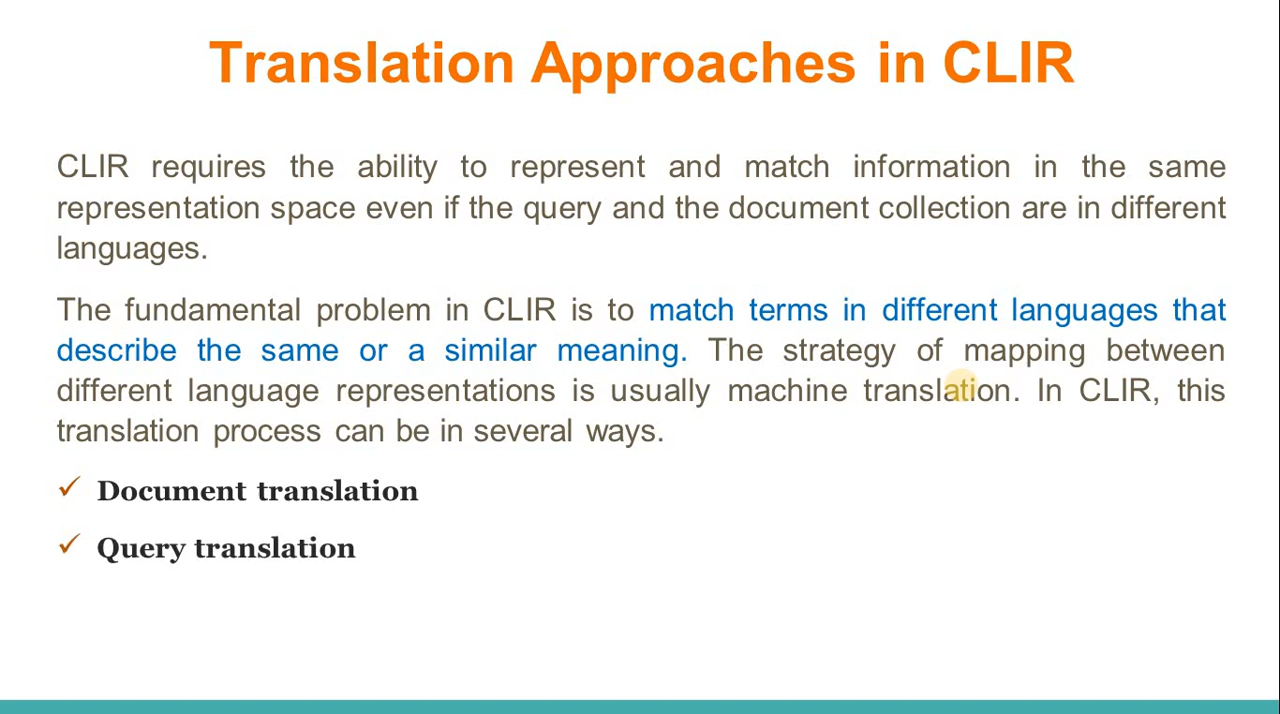 Translation Approaches in CLIR
CLIR requires the ability to represent and match information in the same
representation space even if the query and the document collection are in different
languages.
The fundamental problem in CLIR is to match terms in different languages that
describe the same or a similar meaning. The strategy of mapping between
different language representations is usually machine translation. In CLIR, this
translation process can be in several ways.
✓ Document translation
✓ Query translation